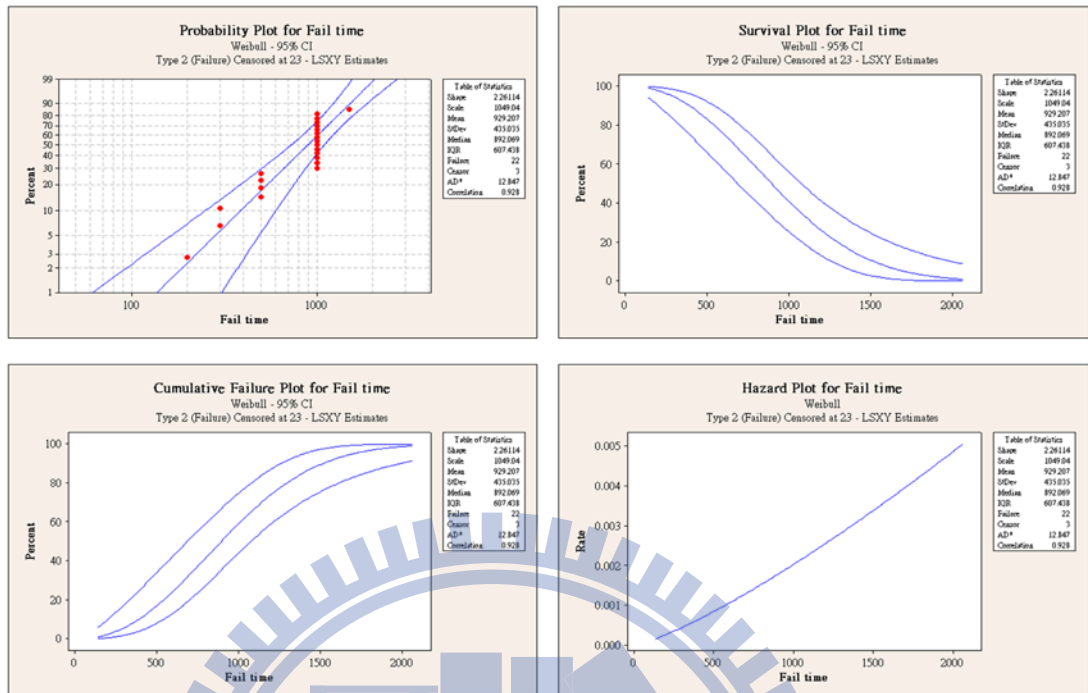 Probability Plot for Fail time
Weibull - 95% CI
Type 2 (Failure) Censored at 23 - LSXY Estimates
99
90
80
70
60
50
40
30
20
10
5
3
2
1
Percent
100
1000
Fail time
Table of Statistics
Shape 2.26114
Scale 1049.04
Mean 929.207
StDev 435.035
Median 892.069
IQR 607.438
Failure 22
Censor 3
AD* 12.847
Correlation 0.928
Survival Plot for Fail time
Weibull - 95% CI
Type 2 (Failure) Censored at 23 - LSXY Estimates
100
80
60
40
20
0
Percent
0
500
1000
1500
2000
Fail time
Table of Statistics
Shape 2.26114
Scale 1049.04
Mean 929.207
StDev 435.035
Median 892.069
IQR 607.438
Failure 22
Censor 3
AD* 12.847
Correlation 0.928
Cumulative Failure Plot for Fail time
Weibull - 95% CI
Type 2 (Failure) Censored at 23 - LSXY Estimates
100
80
60
40
20
0
Percent
0
500
1000
1500
2000
Fail time
Table of Statistics
Shape 2.26114
Scale 1049.04
Mean 929.207
StDev 435.035
Median 892.069
IQR 607.438
Failure 22
Censor 3
AD* 12.847
Correlation 0.928
Hazard Plot for Fail time
Weibull
Type 2 (Failure) Censored at 23 - LSXY Estimates
0.005
0.004
0.003
0.002
0.001
0.000
Rate
0
500
1000
1500
2000
Fail time
Table of Statistics
Shape 2.26114
Scale 1049.04
Mean 929.207
StDev 435.035
Median 892.069
IQR 607.438
Failure 22
Censor 3
AD* 12.847
Correlation 0.928